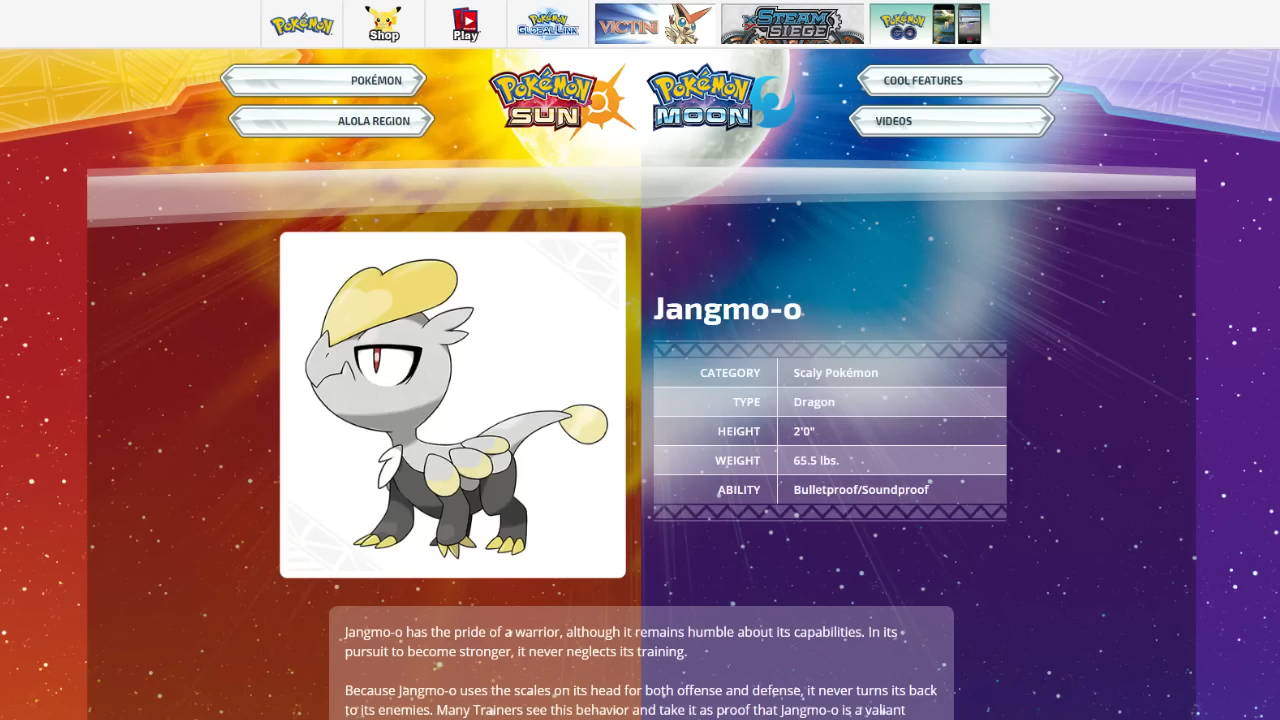 Pokémon
Shop
Play
Pokémon
Global Link
VICTINI
STEAM
SIEGE
Pokémon
GO
POKÉMON
ALOLA REGION
Pokémon
SUN
Pokémon
MOON
COOL FEATURES
VIDEOS
Jangmo-o
CATEGORY Scaly Pokémon
TYPE Dragon
HEIGHT 2'0"
WEIGHT 65.5 lbs.
ABILITY Bulletproof/Soundproof
Jangmo-o has the pride of a warrior, although it remains humble about its capabilities. In its
pursuit to become stronger, it never neglects its training.
Because Jangmo-o uses the scales on its head for both offense and defense, it never turns its back
to its enemies. Many Trainers see this behavior and take it as proof that Jangmo-o is a valiant